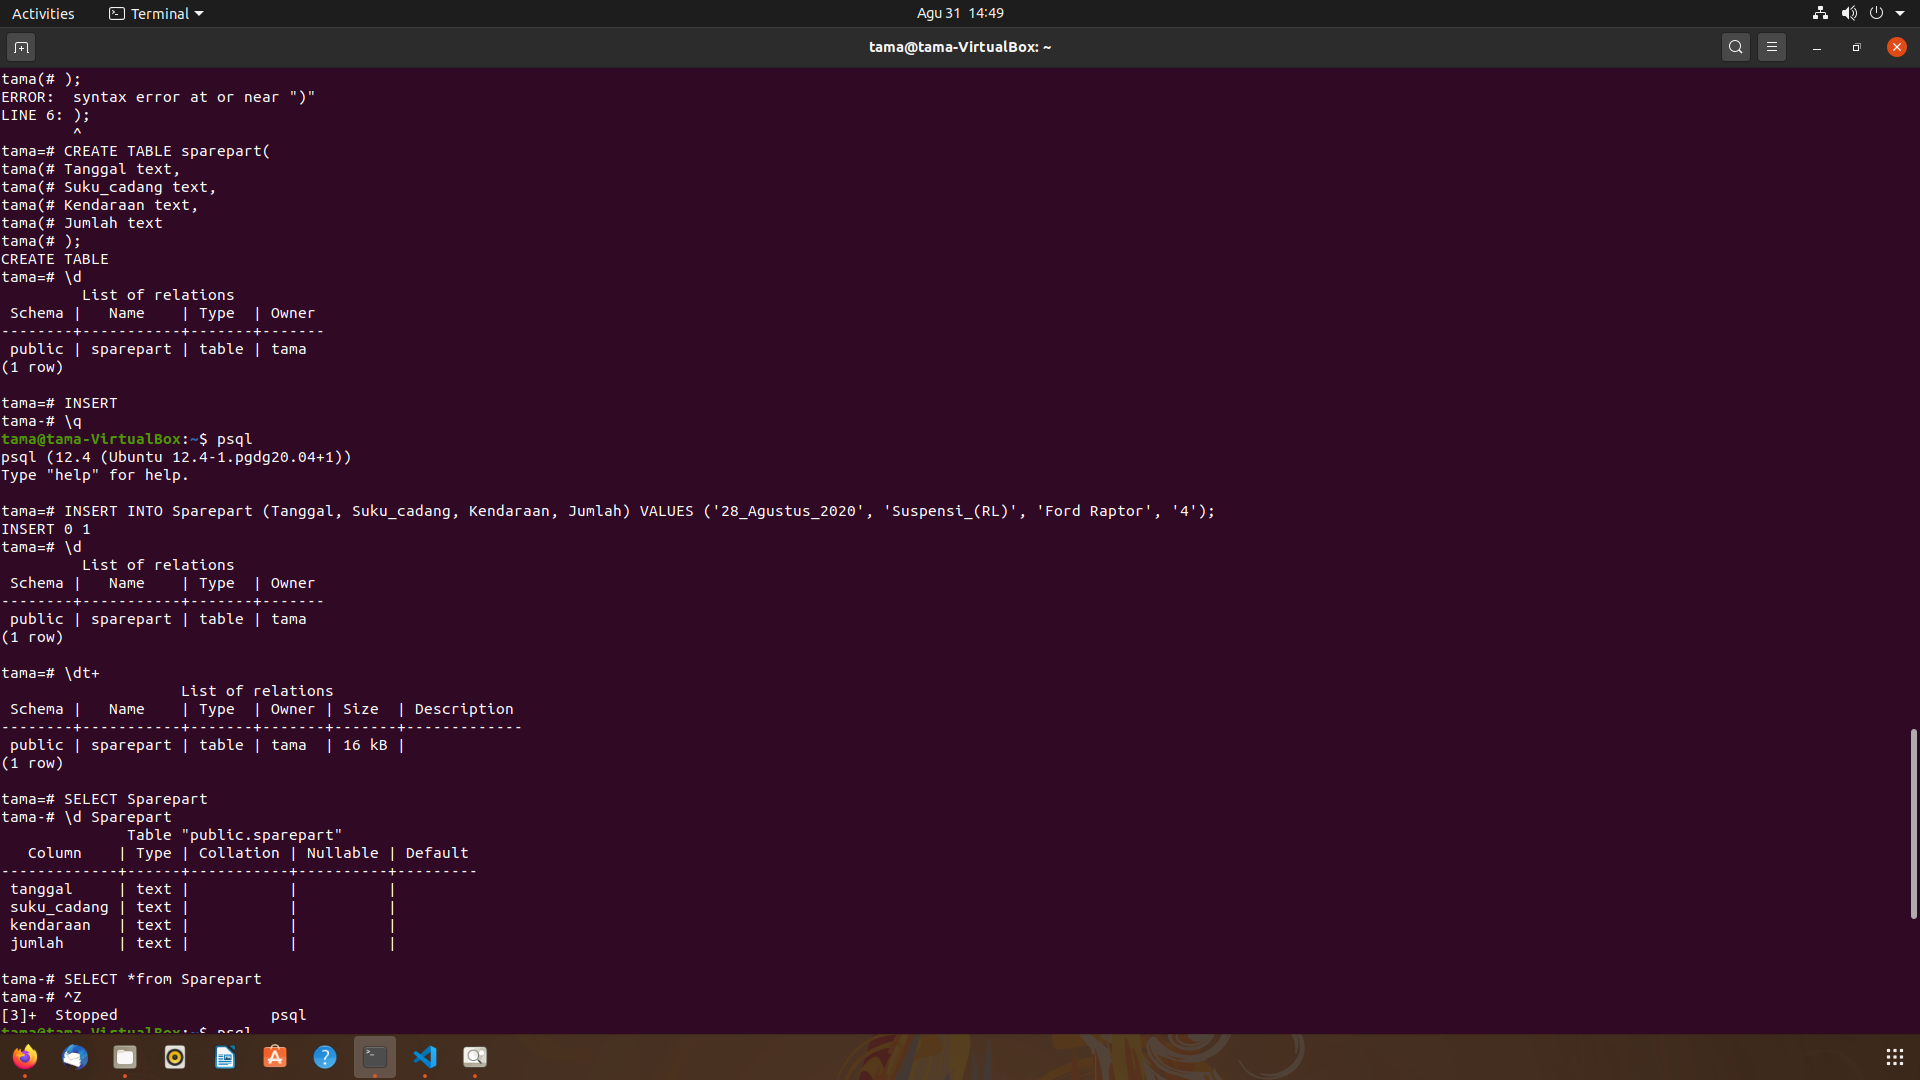 Activities
Terminal
Agu 31 14:49
tama@tama-VirtualBox: ~
tama(# );
ERROR:  syntax error at or near ")"
LINE 6: );
        ^
tama=# CREATE TABLE sparepart(
tama(# Tanggal text,
tama(# Suku_cadang text,
tama(# Kendaraan text,
tama(# Jumlah text
tama(# );
CREATE TABLE
tama=# \d
         List of relations
 Schema |   Name    | Type  | Owner
--------+-----------+-------+-------
 public | sparepart | table | tama
(1 row)
tama=# INSERT
tama-# \q
tama@tama-VirtualBox:~$ psql
psql (12.4 (Ubuntu 12.4-1.pgdg20.04+1))
Type "help" for help.
tama=# INSERT INTO Sparepart (Tanggal, Suku_cadang, Kendaraan, Jumlah) VALUES ('28_Agustus_2020', 'Suspensi_(RL)', 'Ford Raptor', '4');
INSERT 0 1
tama=# \d
         List of relations
 Schema |   Name    | Type  | Owner
--------+-----------+-------+-------
 public | sparepart | table | tama
(1 row)
tama=# \dt+
                    List of relations
 Schema |   Name    | Type  | Owner | Size  | Description
--------+-----------+-------+-------+-------+-------------
 public | sparepart | table | tama  | 16 kB |
(1 row)
tama=# SELECT Sparepart
tama-# \d Sparepart
              Table "public.sparepart"
   Column    | Type | Collation | Nullable | Default
-------------+------+-----------+----------+---------
 tanggal     | text |           |          |
 suku_cadang | text |           |          |
 kendaraan   | text |           |          |
 jumlah      | text |           |          |
tama-# SELECT *from Sparepart
tama-# ^Z
[3]+  Stopped                 psql
tama@tama-VirtualBox:~$ psql